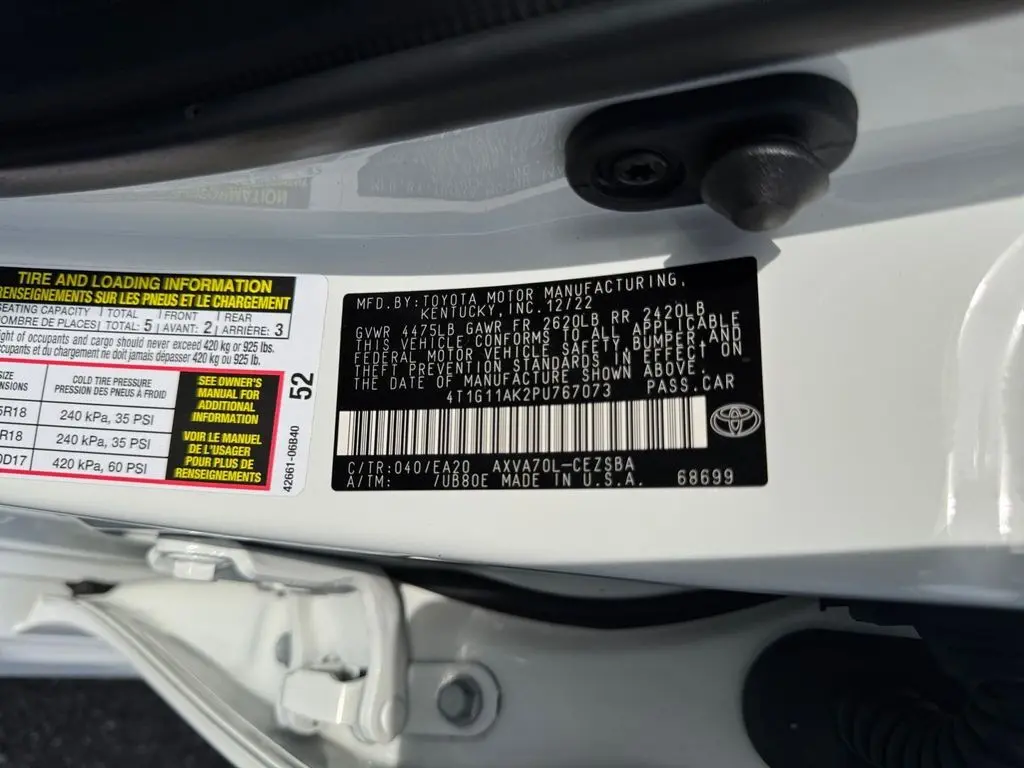 TIRE AND LOADING INFORMATION
RENSEIGNEMENTS SUR LES PNEUS ET LE CHARGEMENT
SEATING CAPACITY TOTAL FRONT REAR
NOMBRE DE PLACES TOTAL: 5 AVANT: 2 ARRIÈRE: 3
of occupants and cargo should never exceed 420 kg or 925 lbs.
occupants et du chargement ne doit jamais dépasser 420 kg ou 925 lb.
COLD TIRE PRESSURE
PRESSION DES PNEUS À FROID
R18 240 kPa, 35 PSI
R18 240 kPa, 35 PSI
D17 420 kPa, 60 PSI
SEE OWNER'S
MANUAL FOR
ADDITIONAL
INFORMATION
VOIR LE MANUEL
DE L'USAGER
POUR PLUS DE
RENSEIGNEMENTS
52
42661-06B40
MFD.BY:TOYOTA MOTOR MANUFACTURING,
KENTUCKY,INC.12/22
GVWR 4475LB GAWR FR 2620LB RR 2420LB
THIS VEHICLE CONFORMS TO ALL APPLICABLE
FEDERAL MOTOR VEHICLE SAFETY,BUMPER,AND
THEFT PREVENTION STANDARDS IN EFFECT ON
THE DATE OF MANUFACTURE SHOWN ABOVE.
4T1G11AK2PU767073 PASS.CAR
C/TR:040/EA20 AXVA70L-CEZSBA
A/TM: /UB80E MADE IN U.S.A. 68699